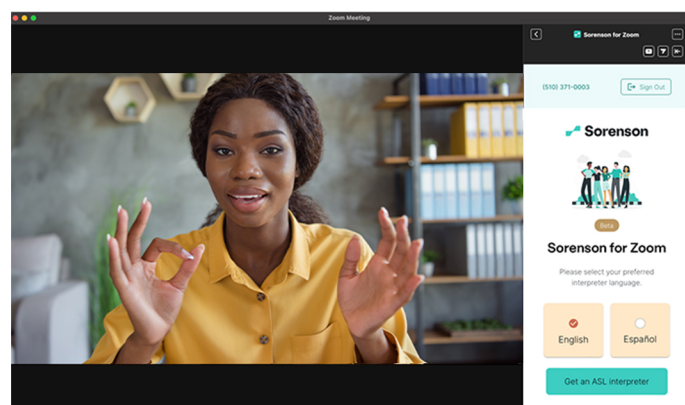 Zoom Meeting
Sorenson for Zoom
(510) 371-0003
Sign Out
Sorenson
Beta
Sorenson for Zoom
Please select your preferred
interpreter language.
English
Español
Get an ASL interpreter